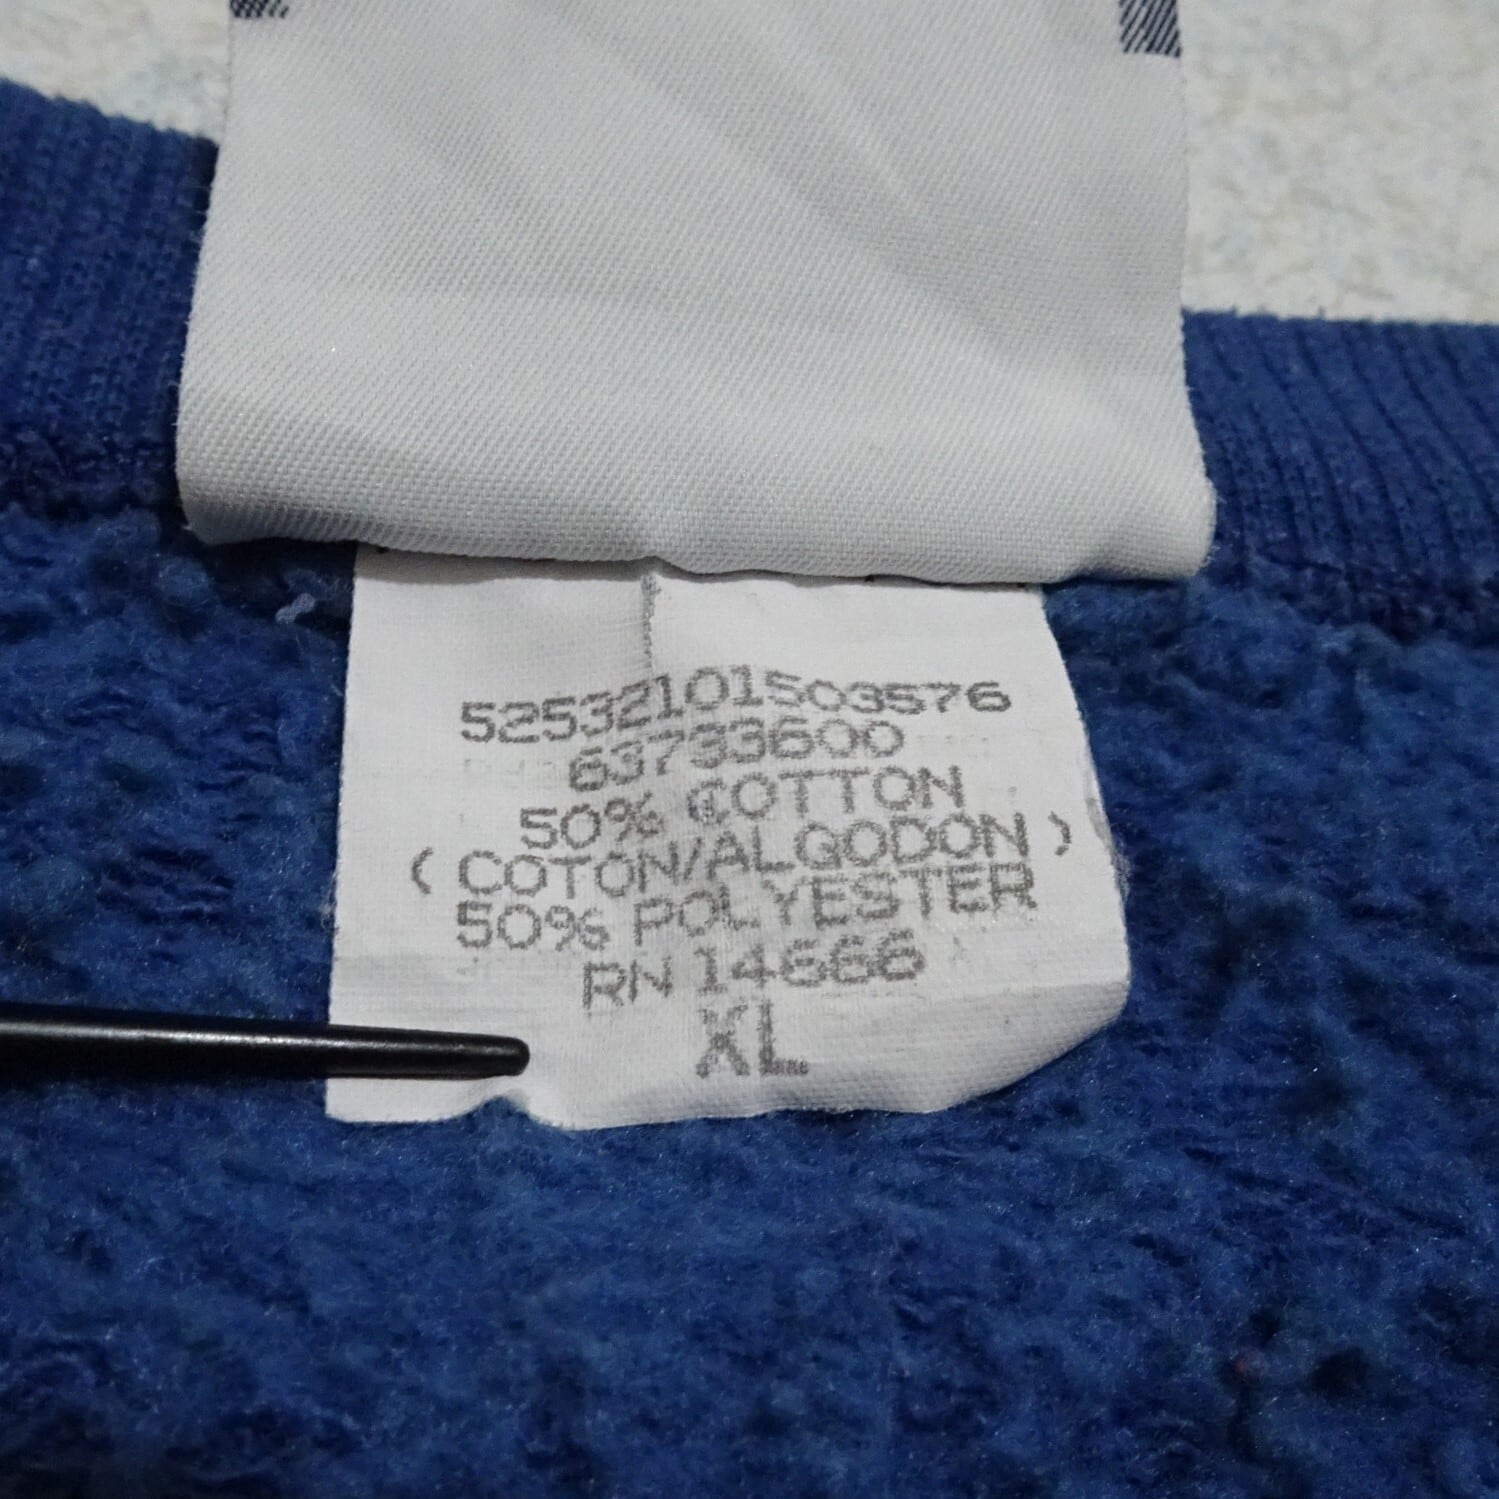 52532101503576
63733600
50% COTTON
( COTON/ALGODON )
50% POLYESTER
RN 14666
XL